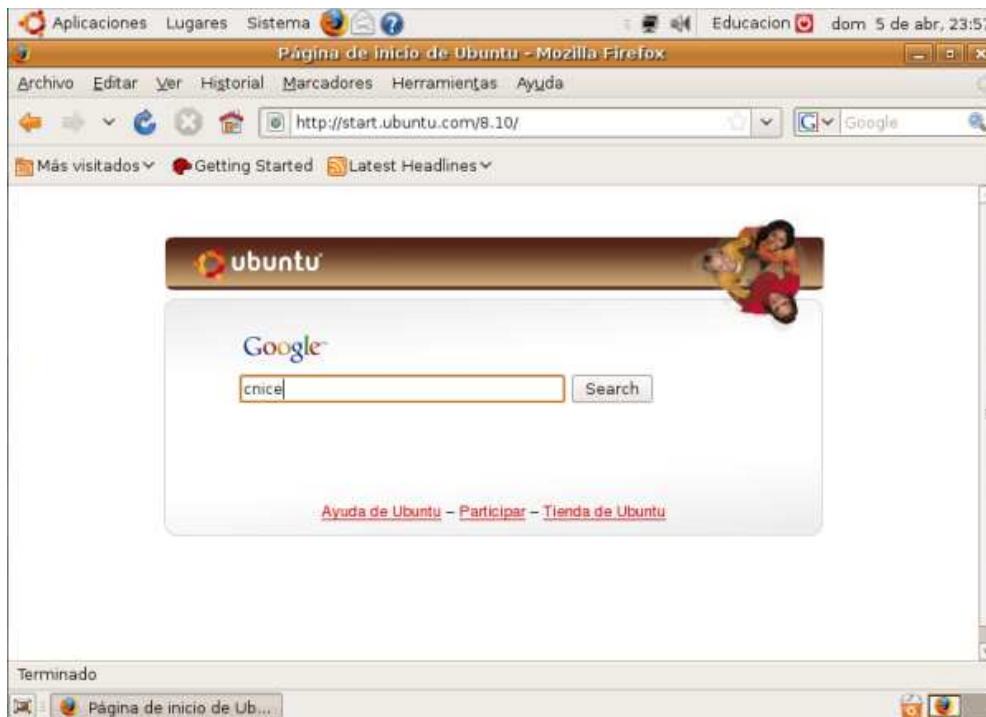 Aplicaciones Lugares Sistema Educacion dom 5 de abr, 23:57
Página de inicio de Ubuntu - Mozilla Firefox
Archivo Editar Ver Historial Marcadores Herramientas Ayuda
http://start.ubuntu.com/8.10/ G Google
Más visitados Getting Started Latest Headlines
ubuntu
Google
cnice Search
Ayuda de Ubuntu – Participar – Tienda de Ubuntu
Terminado
Página de inicio de Ub...